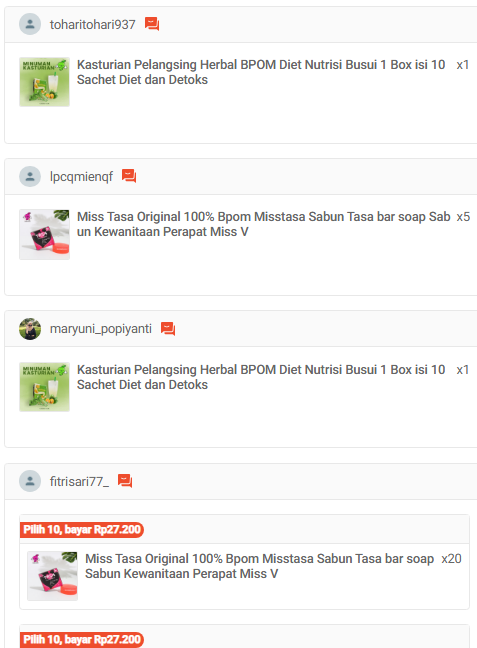 toharitohari937
Kasturian Pelangsing Herbal BPOM Diet Nutrisi Busui 1 Box isi 10 x1
Sachet Diet dan Detoks
MINUMAN
KASTURIAN
lpcqmienqf
Miss Tasa Original 100% Bpom Misstasa Sabun Tasa bar soap Sab x5
un Kewanitaan Perapat Miss V
maryuni_popiyanti
Kasturian Pelangsing Herbal BPOM Diet Nutrisi Busui 1 Box isi 10 x1
Sachet Diet dan Detoks
MINUMAN
KASTURIAN
fitrisari77_
Pilih 10, bayar Rp27.200
Miss Tasa Original 100% Bpom Misstasa Sabun Tasa bar soap x20
Sabun Kewanitaan Perapat Miss V
Pilih 10, bayar Rp27.200